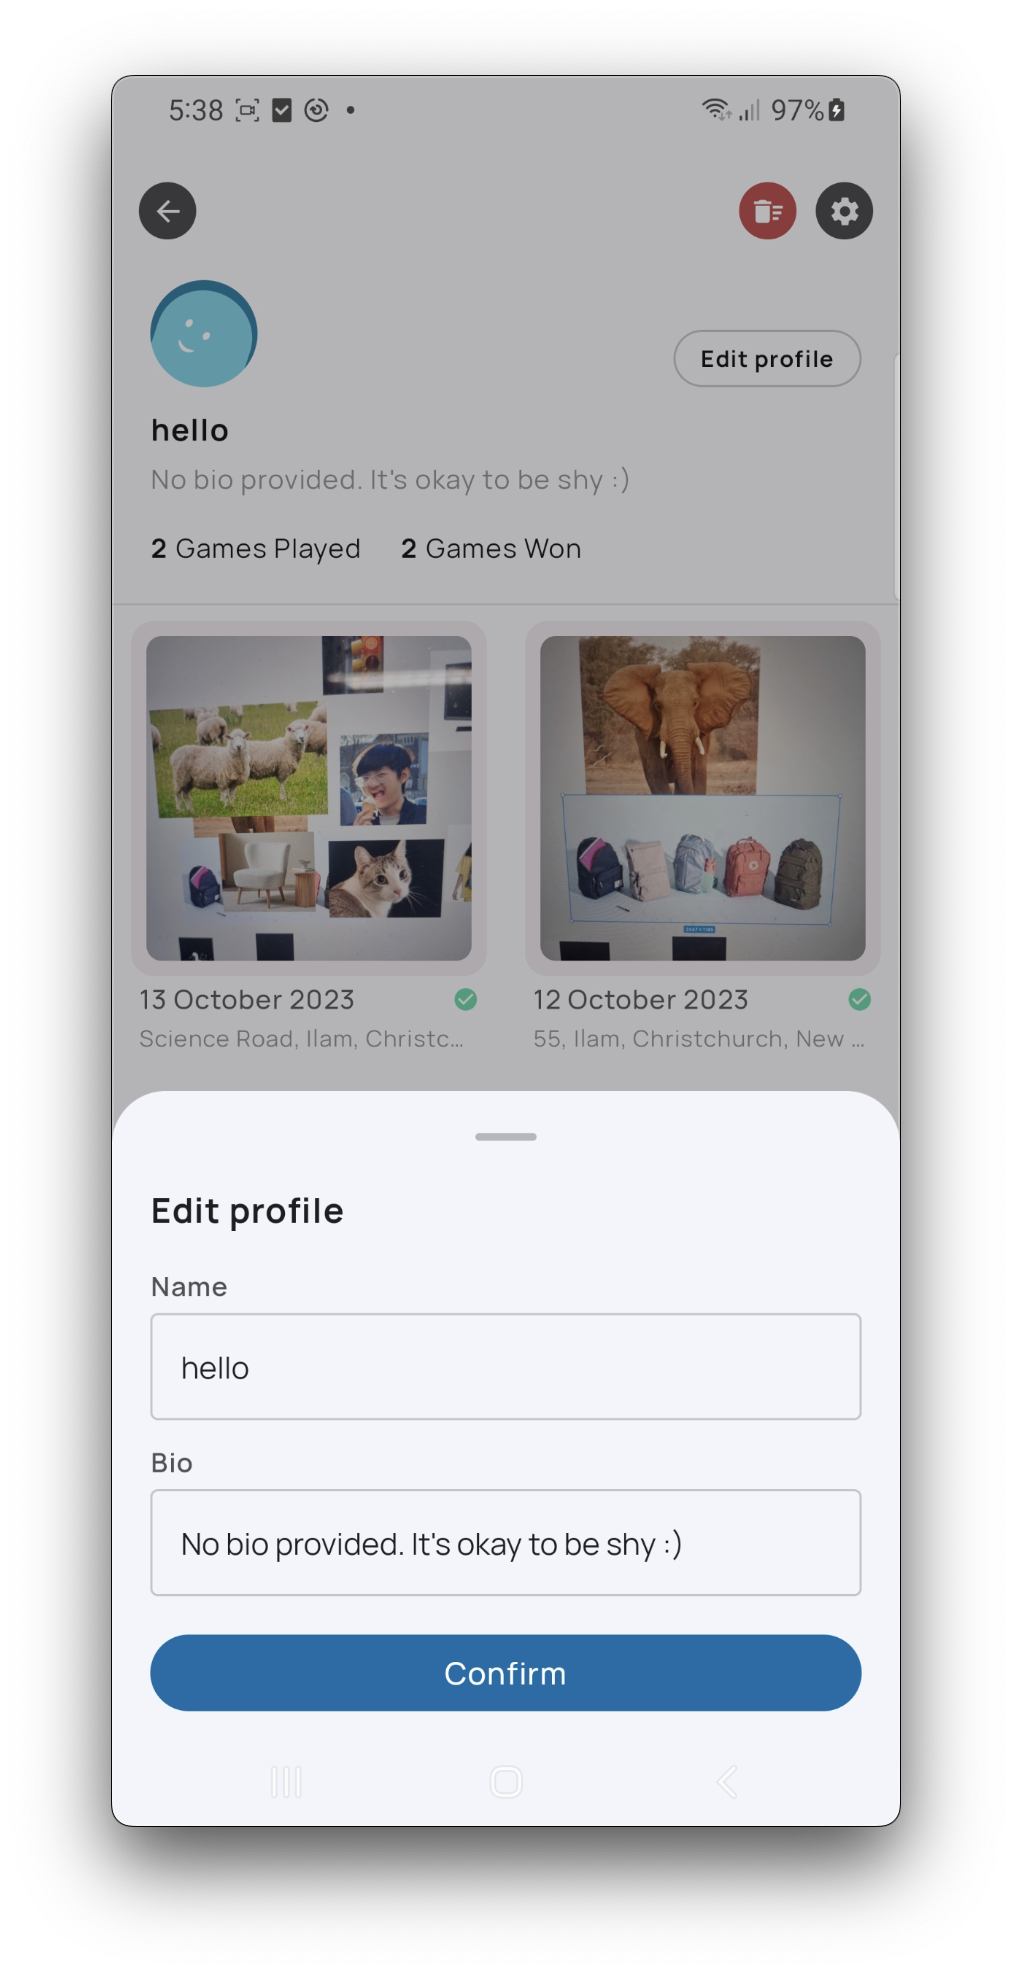 5:38 97%
Edit profile
hello
No bio provided. It's okay to be shy :)
2 Games Played 2 Games Won
13 October 2023 12 October 2023
Science Road, Ilam, Christc... 55, Ilam, Christchurch, New ...
Edit profile
Name
hello
Bio
No bio provided. It's okay to be shy :)
Confirm